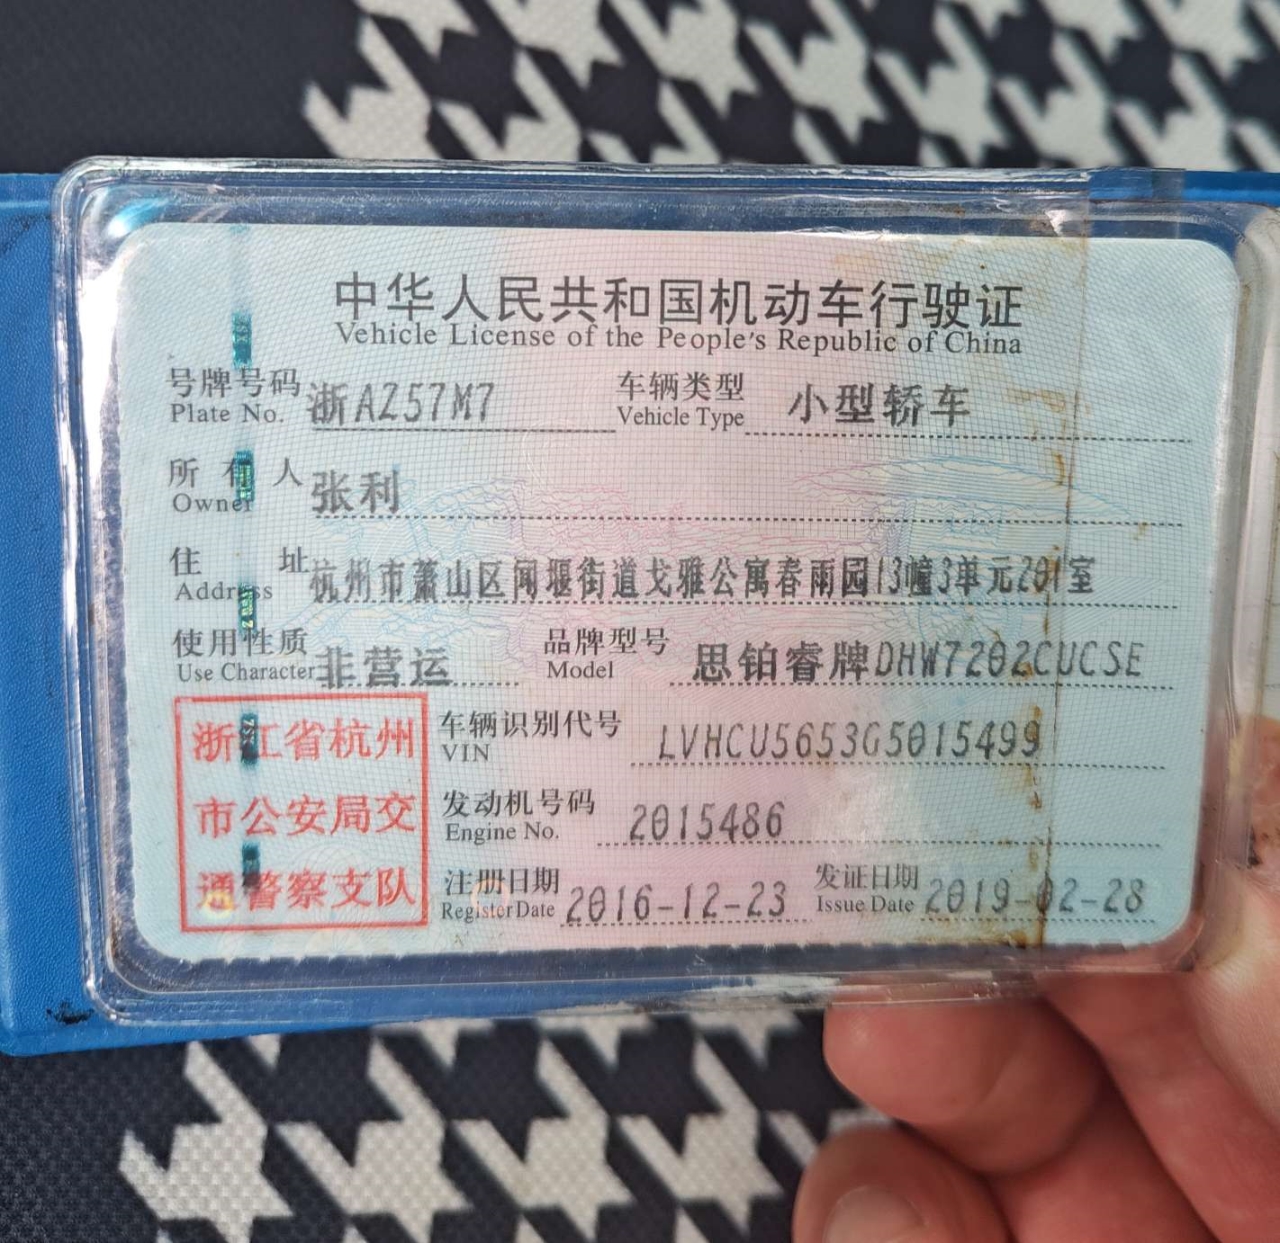 中华人民共和国机动车行驶证
Vehicle License of the People's Republic of China
号牌号码 浙AZ57M7 车辆类型 小型轿车
Plate No. Vehicle Type
所有人 张利
Owner
住址 杭州市萧山区闻堰街道戈雅公寓春雨园13幢3单元201室
Address
使用性质 非营运 品牌型号 思铂睿牌DHW7202CUCSE
Use Character Model
浙江省杭州
市公安局交
通警察支队
车辆识别代号 LVHCU5653G5015499
VIN
发动机号码 2015486
Engine No.
注册日期 2016-12-23 发证日期 2019-02-28
Register Date Issue Date